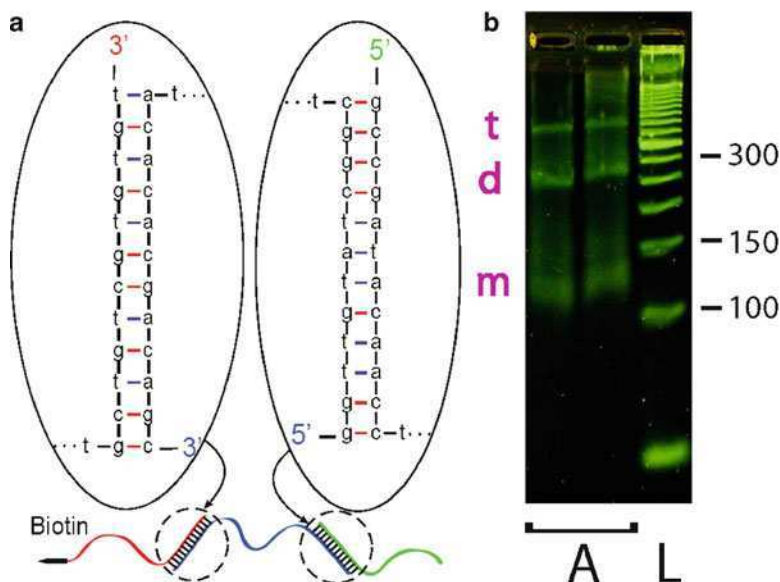 a
3'
t a t ...
g c
t a
g c
t a
g c
c g
t a
g c
t a
c g
... t g c 3'
5'
... t c g
g c
g c
c g
t a
a t
t a
g c
t a
t a
g c
5' g c t ...
Biotin
b
t
d
m
300
150
100
A
L